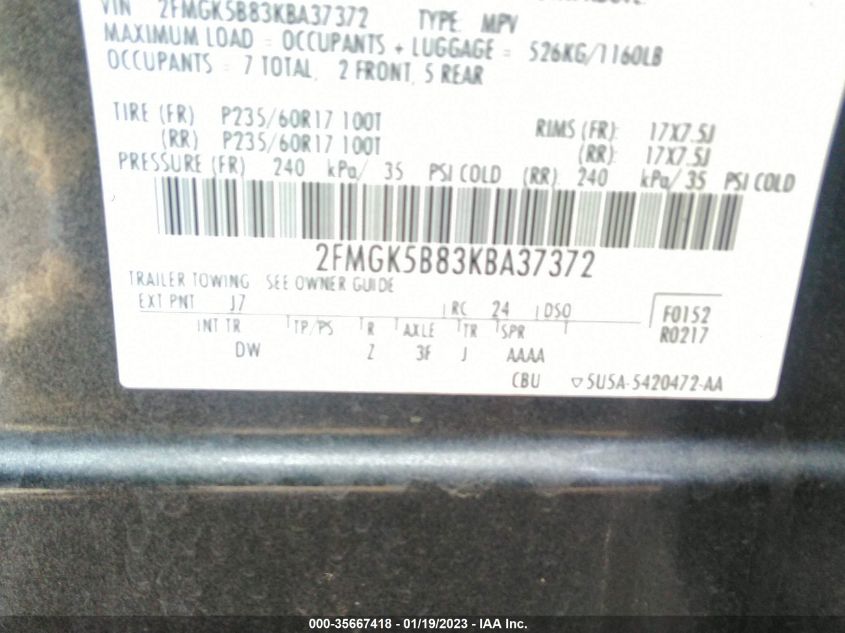 VIN 2FMGK5B83KBA37372 TYPE MPV
MAXIMUM LOAD = OCCUPANTS + LUGGAGE = 526KG/1160LB
OCCUPANTS = 7 TOTAL, 2 FRONT, 5 REAR
TIRE (FR) P235/60R17 100T RIMS (FR): 17X7.5J
(RR) P235/60R17 100T (RR): 17X7.5J
PRESSURE (FR) 240 kPa/ 35 PSI COLD (RR): 240 kPa/ 35 PSI COLD
2FMGK5B83KBA37372
TRAILER TOWING SEE OWNER GUIDE
EXT PNT J7 RC 24 DSO F0152
INT TR TP/PS R AXLE TR SPR R0217
DW Z 3F J AAAA
CBU ▽5U5A-5420472-AA
000-35667418 - 01/19/2023 - IAA Inc.